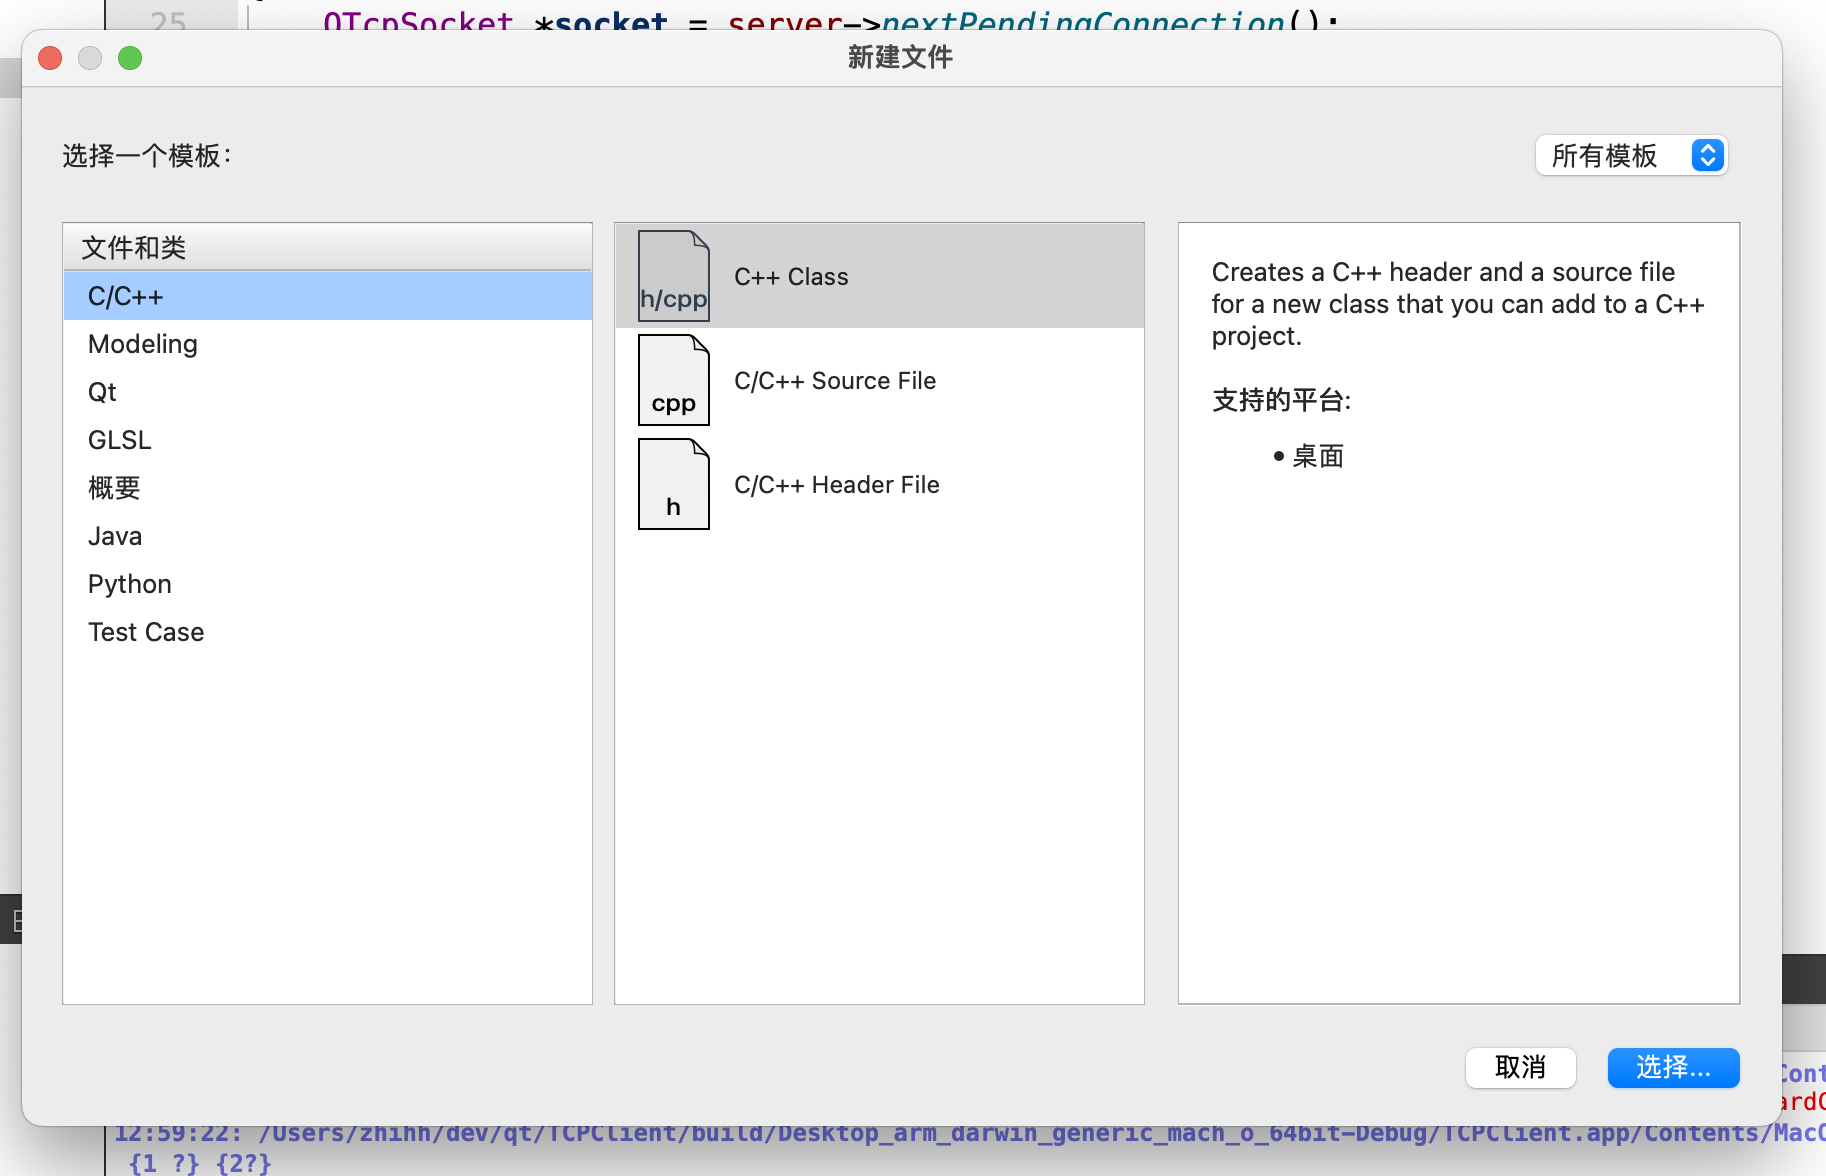 25 QTcpSocket *socket = server->nextPendingConnection();
新建文件
选择一个模板:
所有模板
文件和类
C/C++
Modeling
Qt
GLSL
概要
Java
Python
Test Case
h/cpp
C++ Class
cpp
C/C++ Source File
h
C/C++ Header File
Creates a C++ header and a source file
for a new class that you can add to a C++
project.
支持的平台:
• 桌面
取消
选择...
Cont
ardC
12:59:22: /Users/zhihh/dev/qt/TCPClient/build/Desktop_arm_darwin_generic_mach_o_64bit-Debug/TCPClient.app/Contents/MacO
{1 ?} {2?}